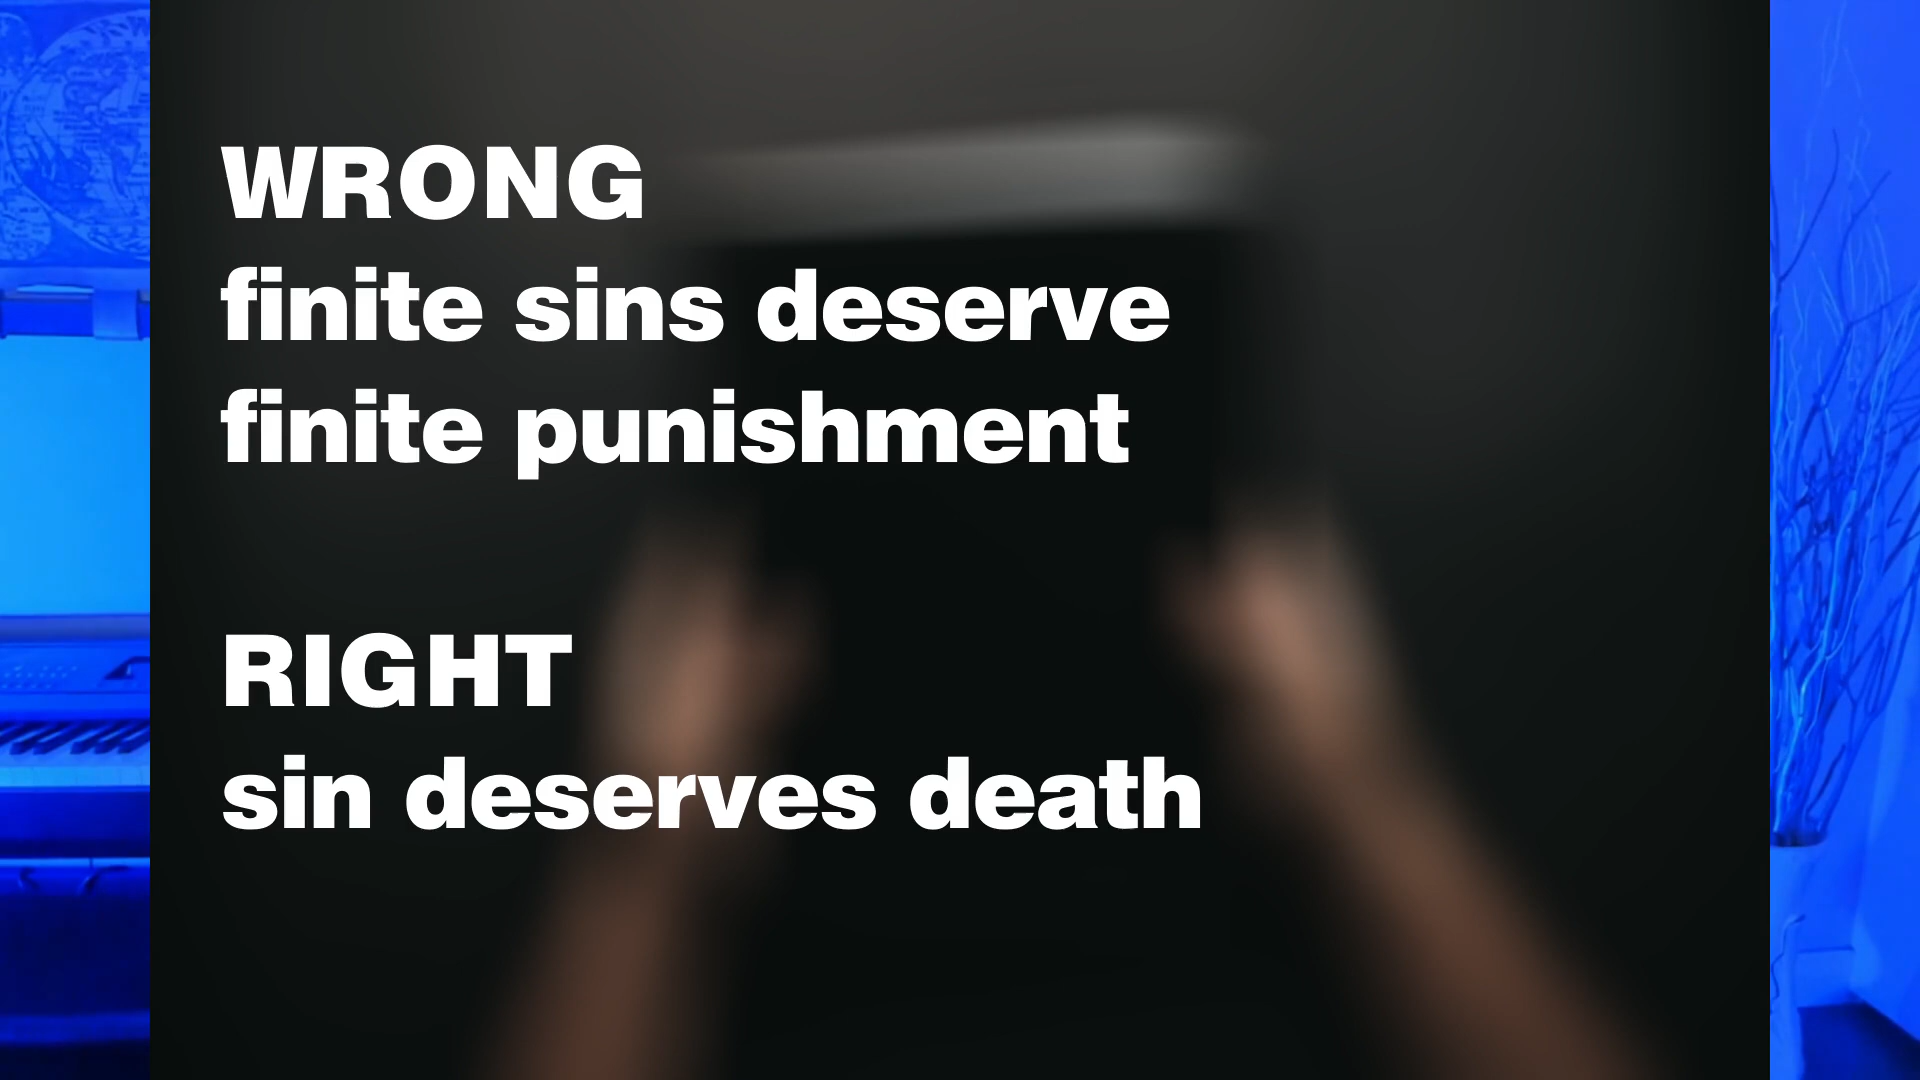 WRONG
finite sins deserve
finite punishment
RIGHT
sin deserves death